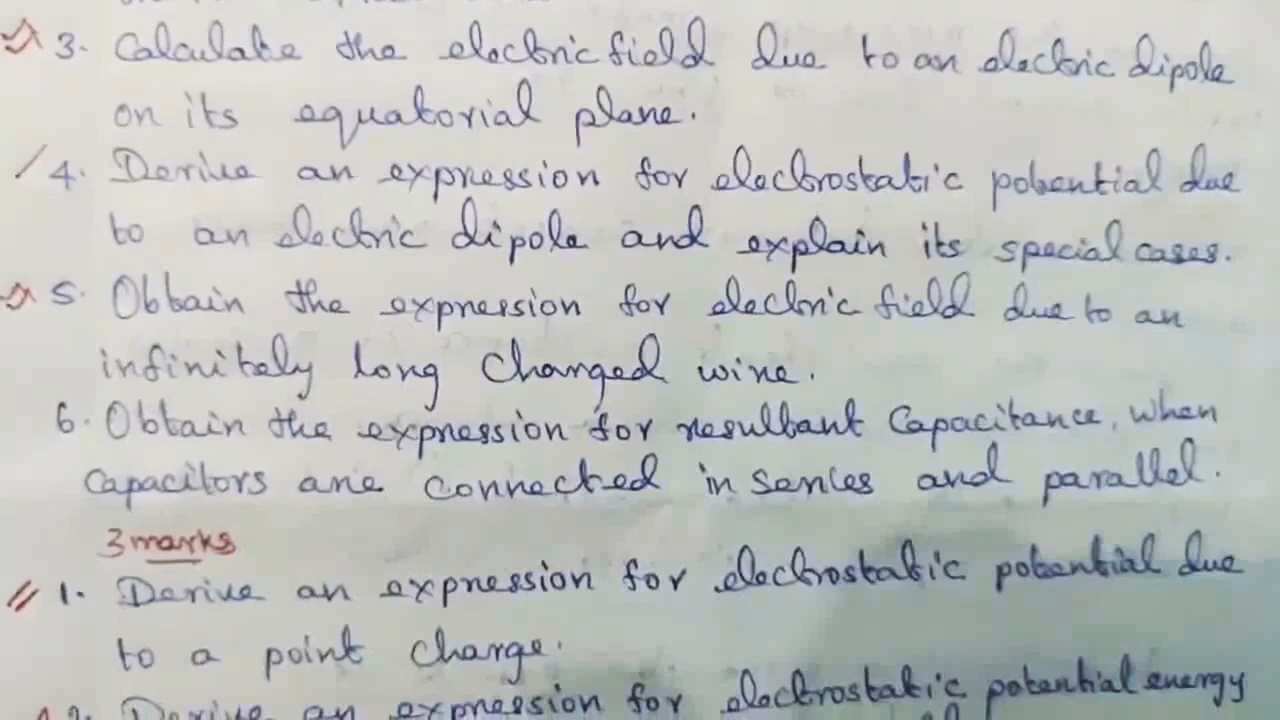 3. Calculate the electric field due to an electric dipole
on its equatorial plane.
4. Derive an expression for electrostatic potential due
to an electric dipole and explain its special cases.
5. Obtain the expression for electric field due to an
infinitely long charged wire.
6. Obtain the expression for resultant Capacitance, when
Capacitors are connected in series and parallel.
3 marks
1. Derive an expression for electrostatic potential due
to a point charge.
2. Derive an expression for electrostatic potential energy